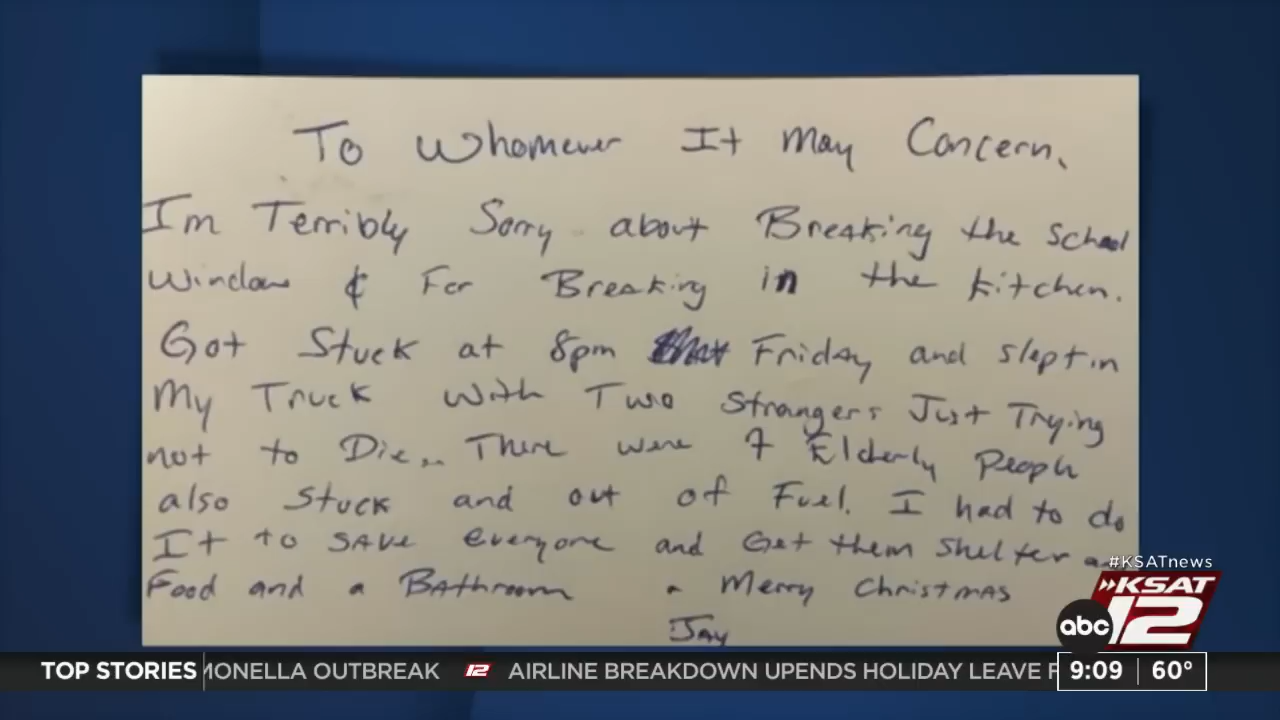 To Whomever It May Concern,
I'm Terribly Sorry about Breaking the School
Window & For Breaking in the kitchen.
Got Stuck at 8pm Friday and slept in
My Truck with Two Strangers Just Trying
not to Die... There were 7 Elderly People
also stuck and out of Fuel. I had to do
It to save everyone and Get them shelter
Food and a Bathroom - Merry Christmas
Jay
#KSATnews
KSAT
abc 12
TOP STORIES MONELLA OUTBREAK 12 AIRLINE BREAKDOWN UPENDS HOLIDAY LEAVE F 9:09 60°